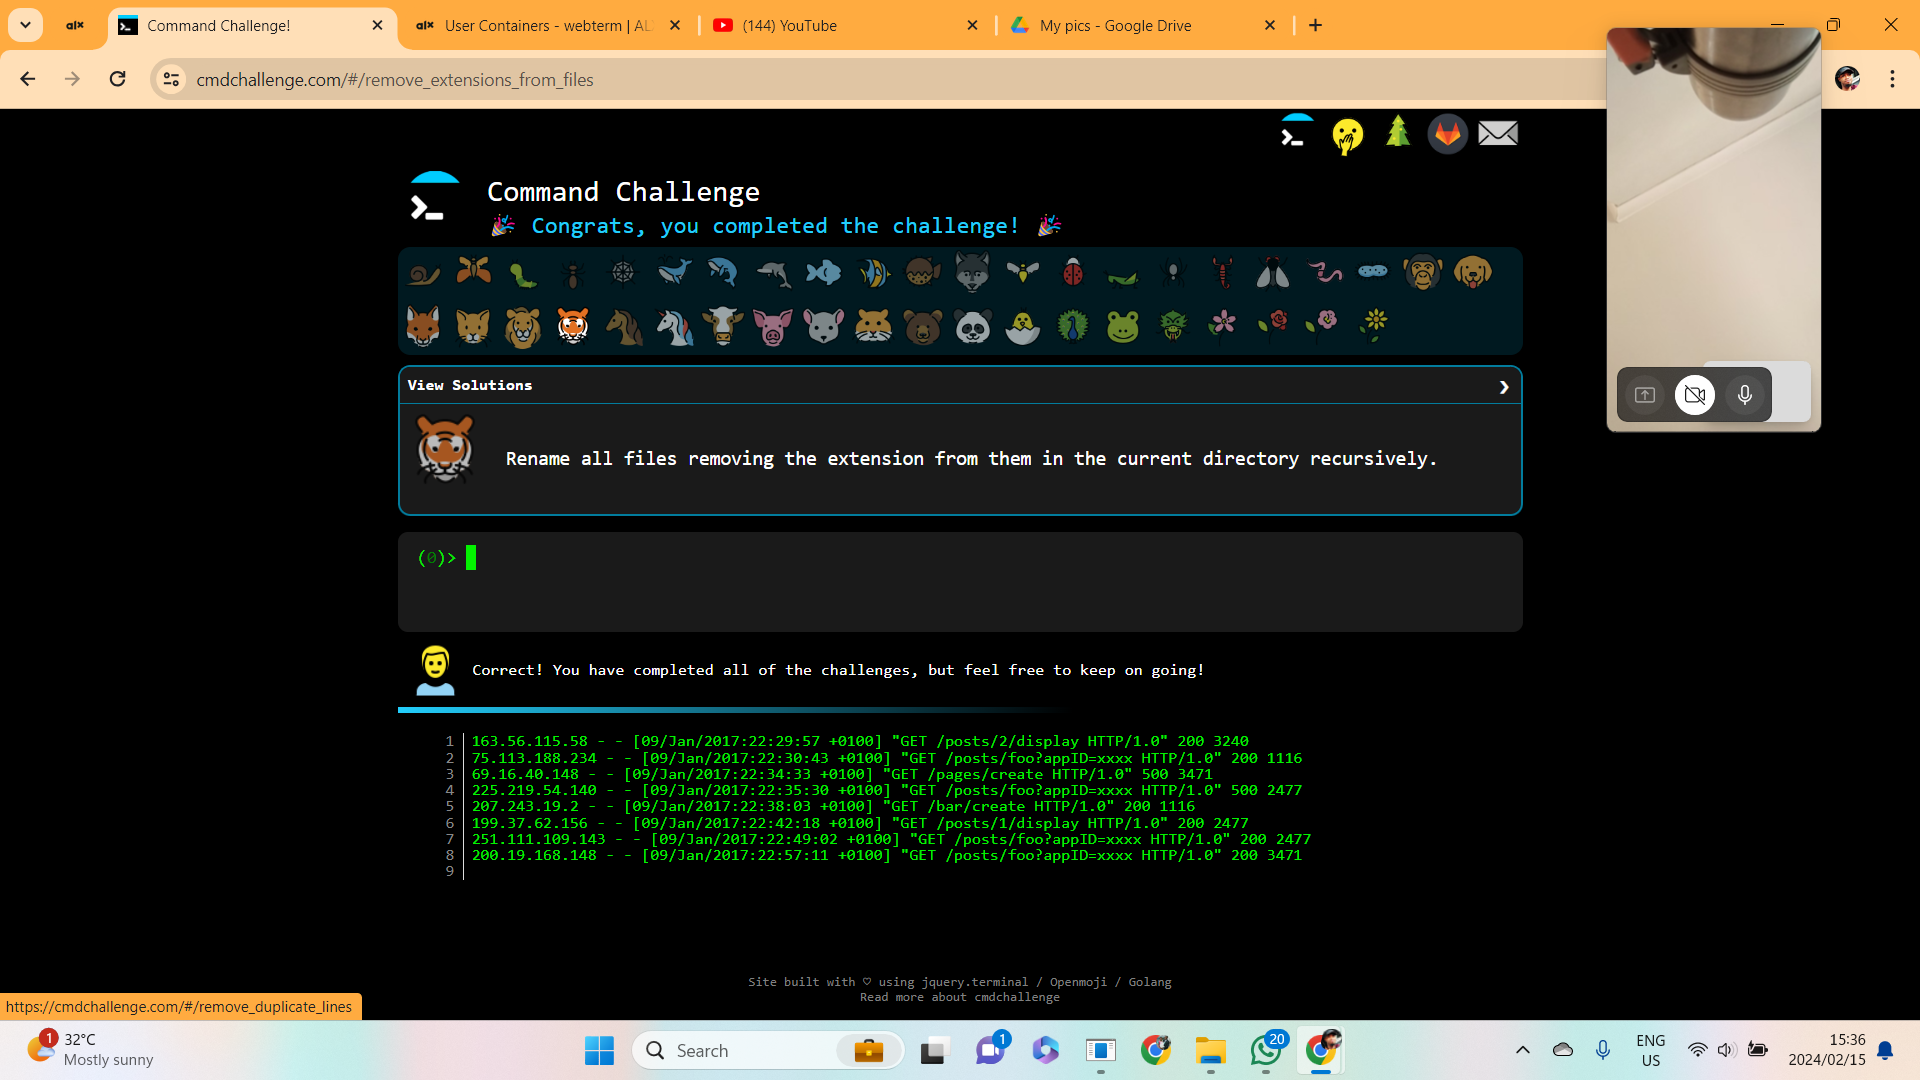 alx
Command Challenge!
alx
User Containers - webterm | AL
(144) YouTube
My pics - Google Drive
cmdchallenge.com/#/remove_extensions_from_files
Command Challenge
Congrats, you completed the challenge!
View Solutions
Rename all files removing the extension from them in the current directory recursively.
(0)>
Correct! You have completed all of the challenges, but feel free to keep on going!
1 163.56.115.58 - - [09/Jan/2017:22:29:57 +0100] "GET /posts/2/display HTTP/1.0" 200 3240
2 75.113.188.234 - - [09/Jan/2017:22:30:43 +0100] "GET /posts/foo?appID=xxxx HTTP/1.0" 200 1116
3 69.16.40.148 - - [09/Jan/2017:22:34:33 +0100] "GET /pages/create HTTP/1.0" 500 3471
4 225.219.54.140 - - [09/Jan/2017:22:35:30 +0100] "GET /posts/foo?appID=xxxx HTTP/1.0" 500 2477
5 207.243.19.2 - - [09/Jan/2017:22:38:03 +0100] "GET /bar/create HTTP/1.0" 200 1116
6 199.37.62.156 - - [09/Jan/2017:22:42:18 +0100] "GET /posts/1/display HTTP/1.0" 200 2477
7 251.111.109.143 - - [09/Jan/2017:22:49:02 +0100] "GET /posts/foo?appID=xxxx HTTP/1.0" 200 2477
8 200.19.168.148 - - [09/Jan/2017:22:57:11 +0100] "GET /posts/foo?appID=xxxx HTTP/1.0" 200 3471
9
Site built with ♡ using jquery.terminal / Openmoji / Golang
Read more about cmdchallenge
https://cmdchallenge.com/#/remove_duplicate_lines
1
32°C
Mostly sunny
Search
1
20
ENG
US
15:36
2024/02/15